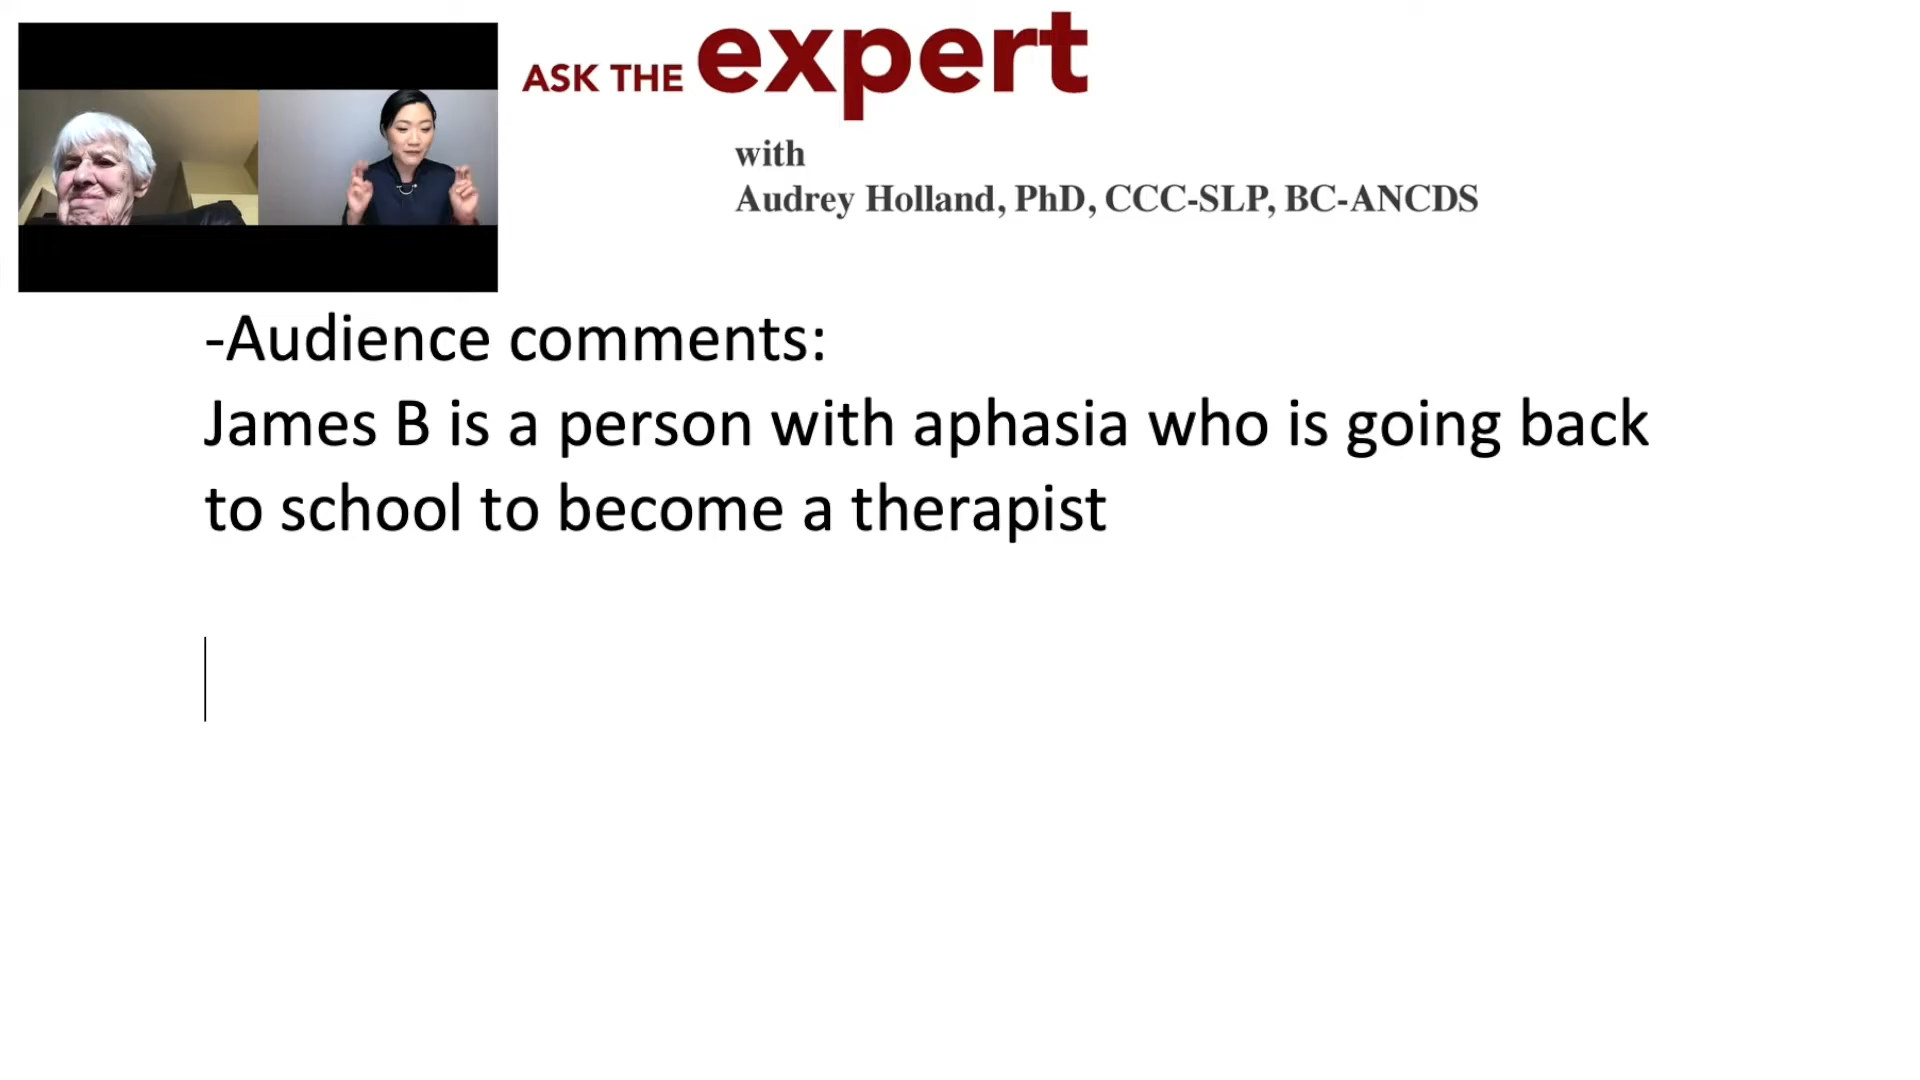 ASK THE expert
with
Audrey Holland, PhD, CCC-SLP, BC-ANCDS
-Audience comments:
James B is a person with aphasia who is going back
to school to become a therapist